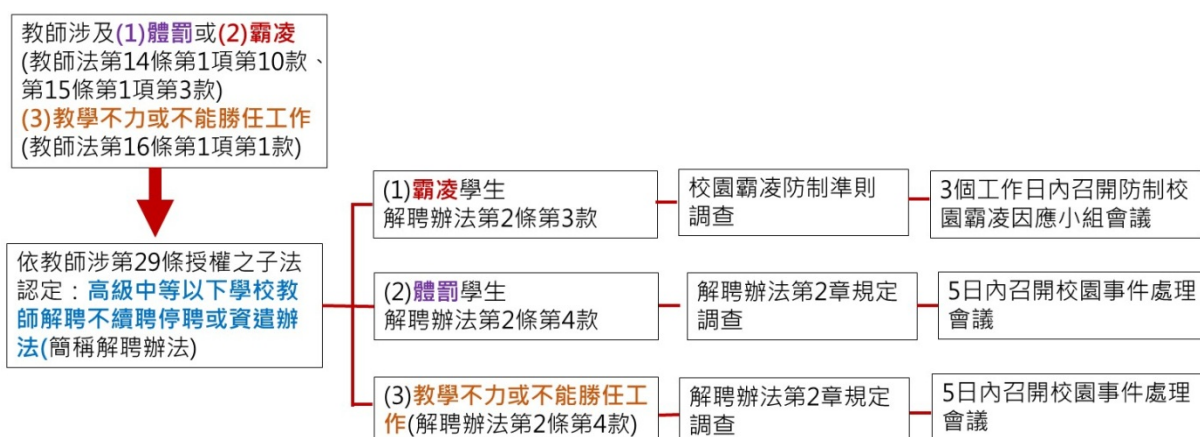 教師涉及(1)體罰或(2)霸凌
(教師法第14條第1項第10款、
第15條第1項第3款)
(3)教學不力或不能勝任工作
(教師法第16條第1項第1款)
依教師涉第29條授權之子法
認定：高級中等以下學校教
師解聘不續聘停聘或資遣辦
法(簡稱解聘辦法)
(1)霸凌學生
解聘辦法第2條第3款
校園霸凌防制準則
調查
3個工作日內召開防制校
園霸凌因應小組會議
(2)體罰學生
解聘辦法第2條第4款
解聘辦法第2章規定
調查
5日內召開校園事件處理
會議
(3)教學不力或不能勝任工
作(解聘辦法第2條第4款)
解聘辦法第2章規定
調查
5日內召開校園事件處理
會議